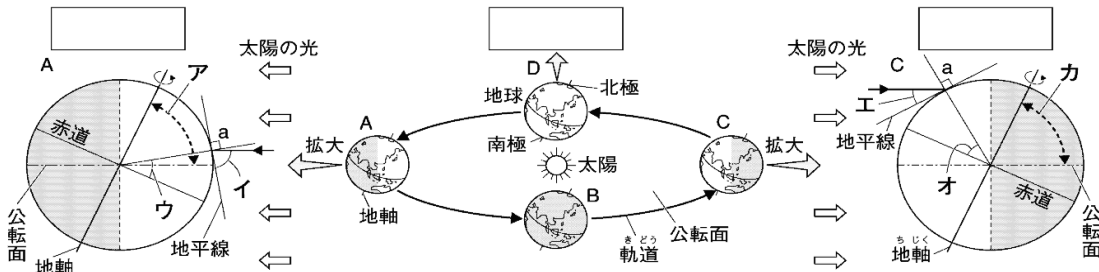 A
ア
赤道
a
イ
ウ
公転面
地軸
地平線
太陽の光
拡大
A
地軸
地球
D
北極
南極
太陽
B
C
拡大
公転面
きどう
軌道
太陽の光
C
a
エ
地平線
カ
オ
赤道
ちじく
地軸
公転面